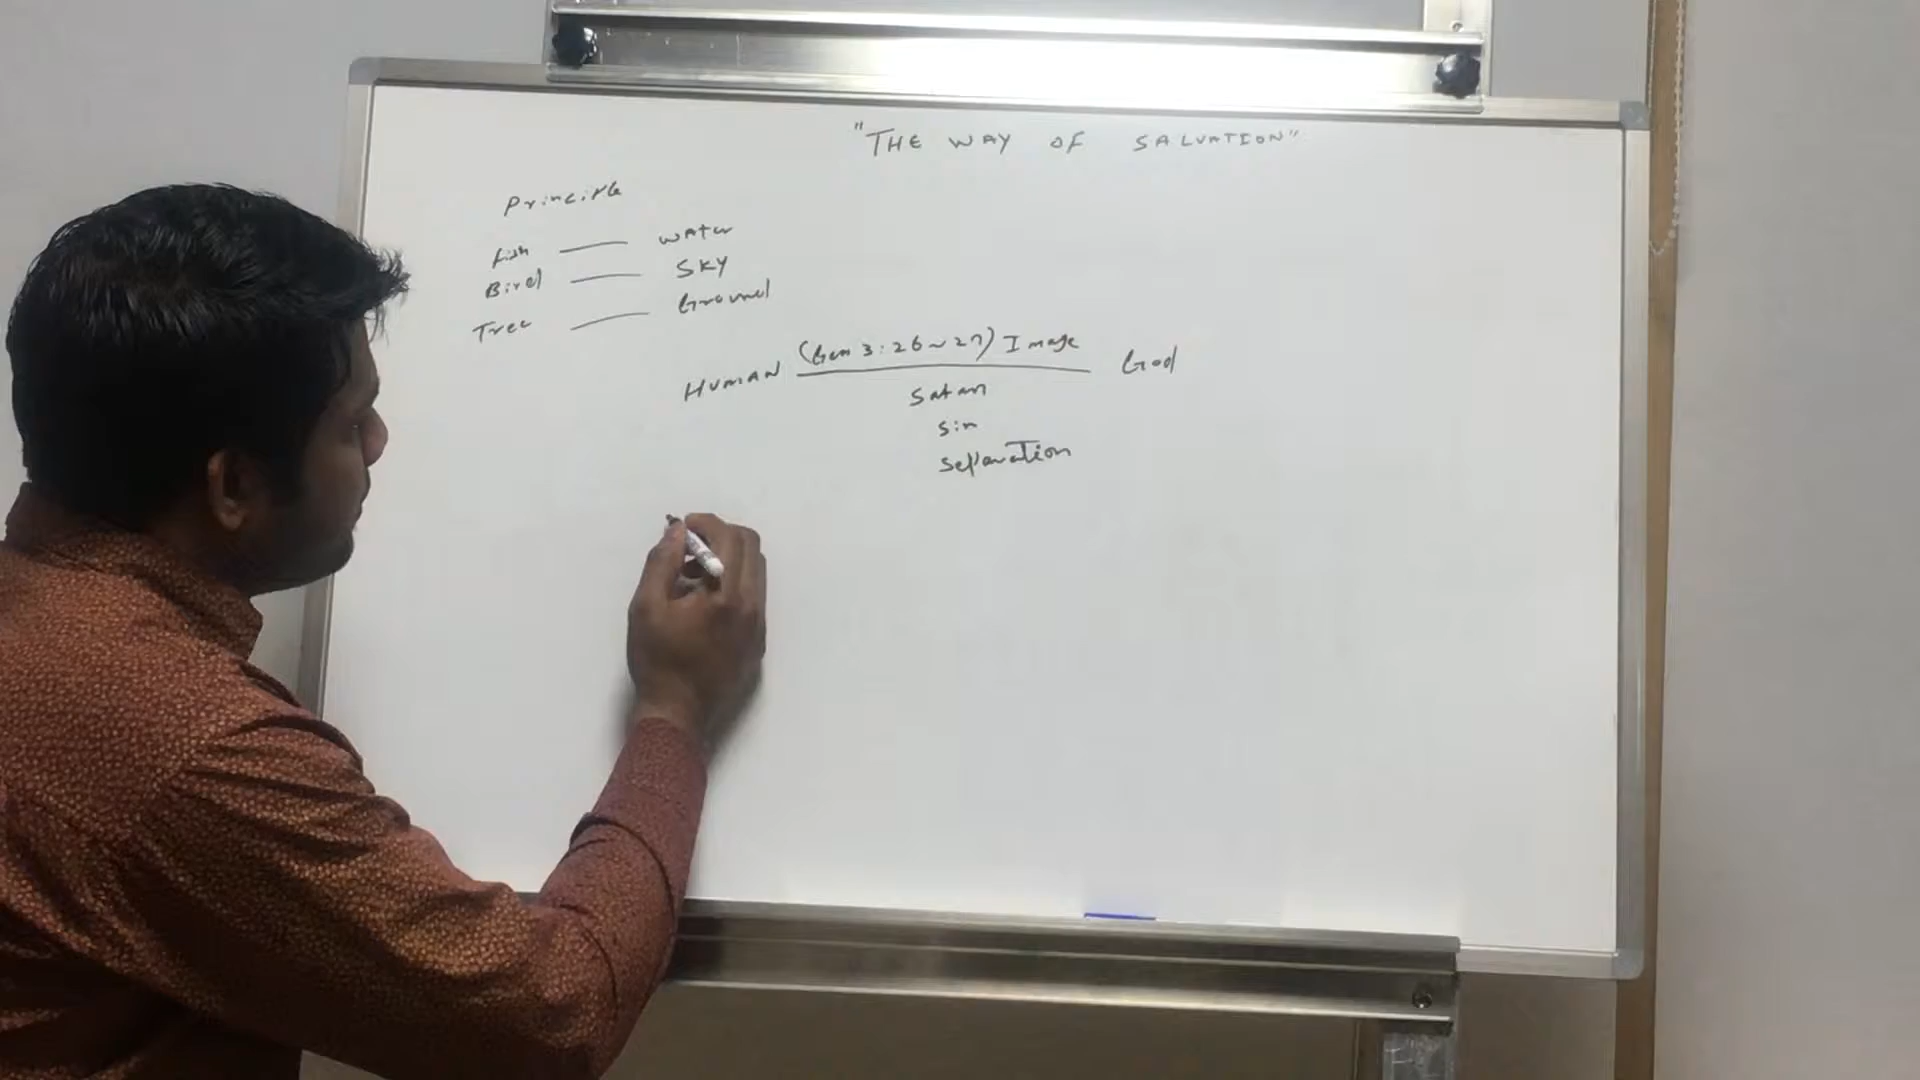 "THE WAY OF SALVATION"
Principle
Fish —— water
Bird —— SKY
Tree —— Ground
HUMAN (Gen 3:26~27) Image God
Satan
sin
separation